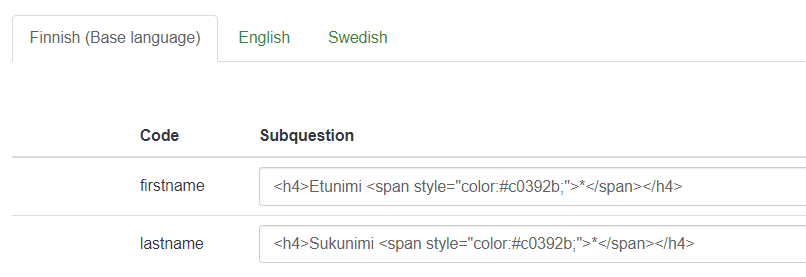 Finnish (Base language) English Swedish
Code Subquestion
firstname <h4>Etunimi <span style="color:#c0392b;">*</span></h4>
lastname <h4>Sukunimi <span style="color:#c0392b;">*</span></h4>